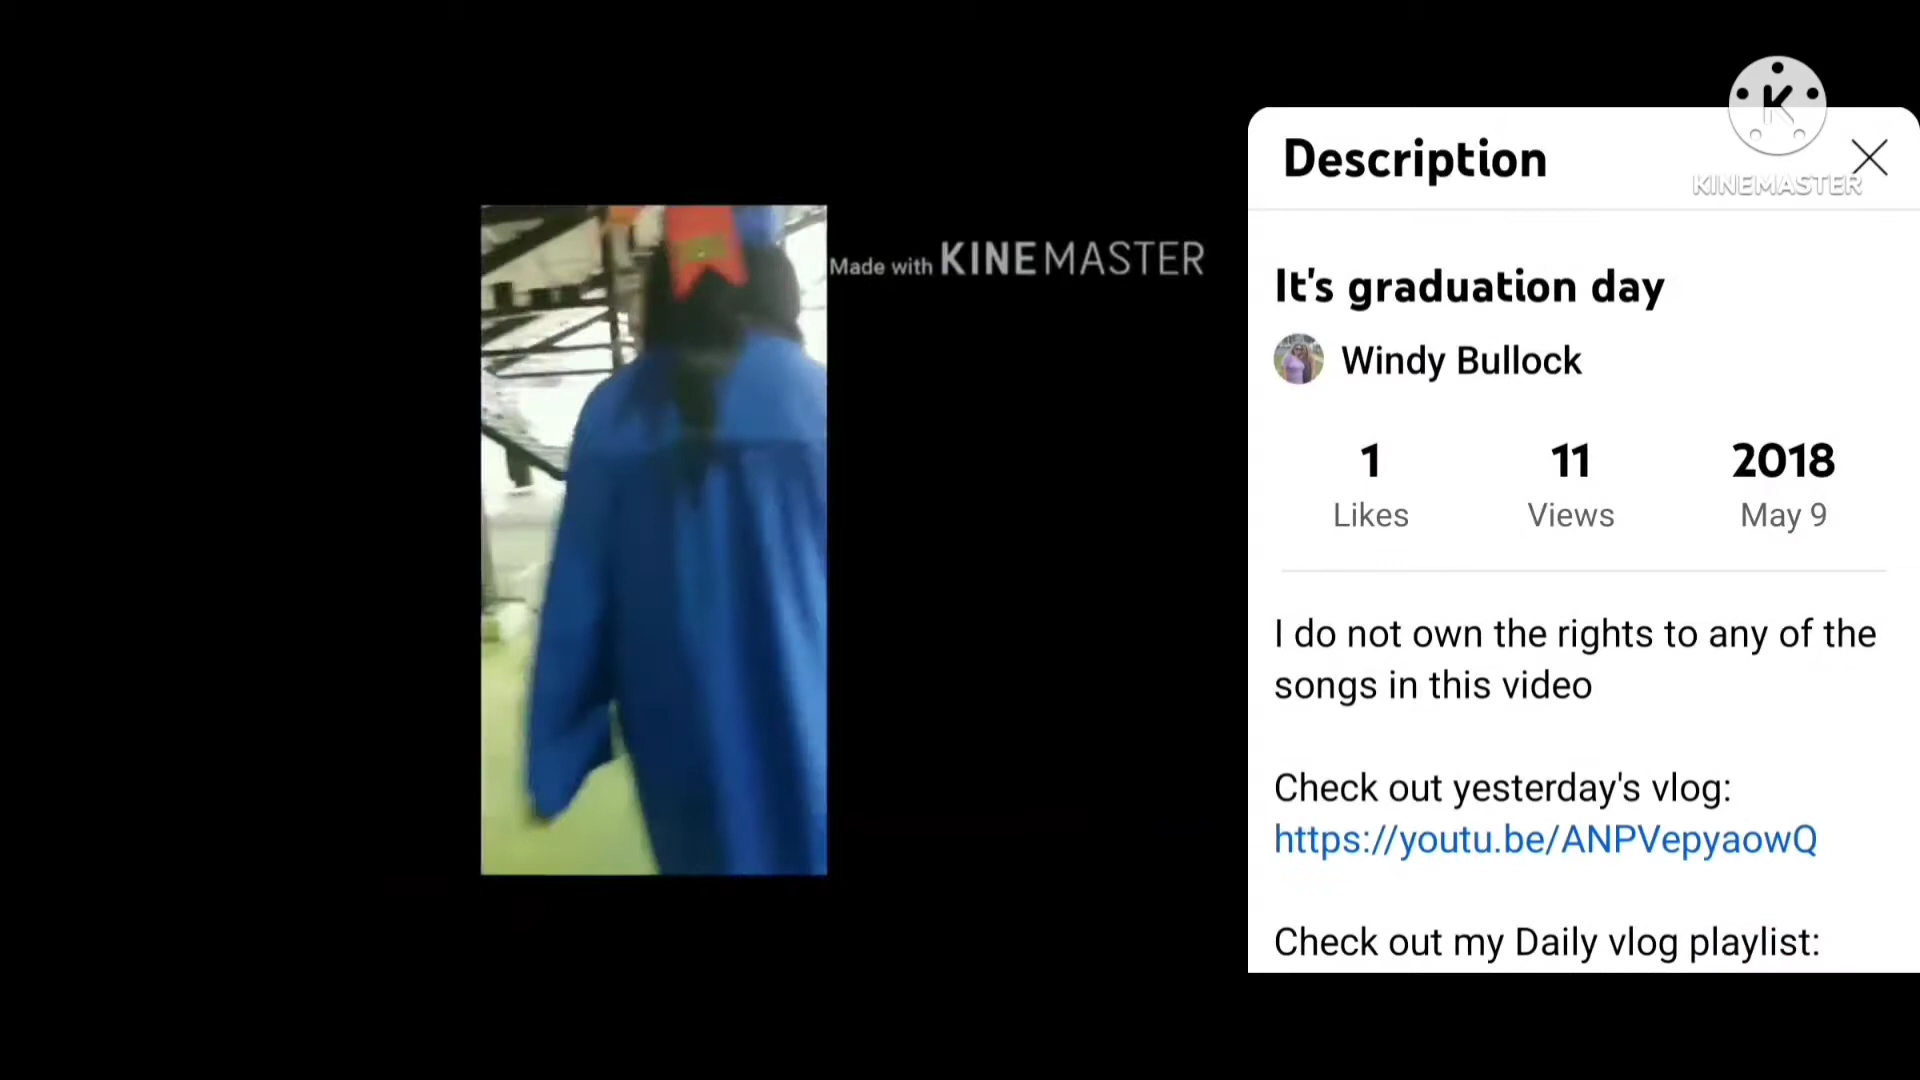 Made with KINEMASTER
Description
KINEMASTER
It's graduation day
Windy Bullock
1 11 2018
Likes Views May 9
I do not own the rights to any of the
songs in this video
Check out yesterday's vlog:
https://youtu.be/ANPVepyaowQ
Check out my Daily vlog playlist: